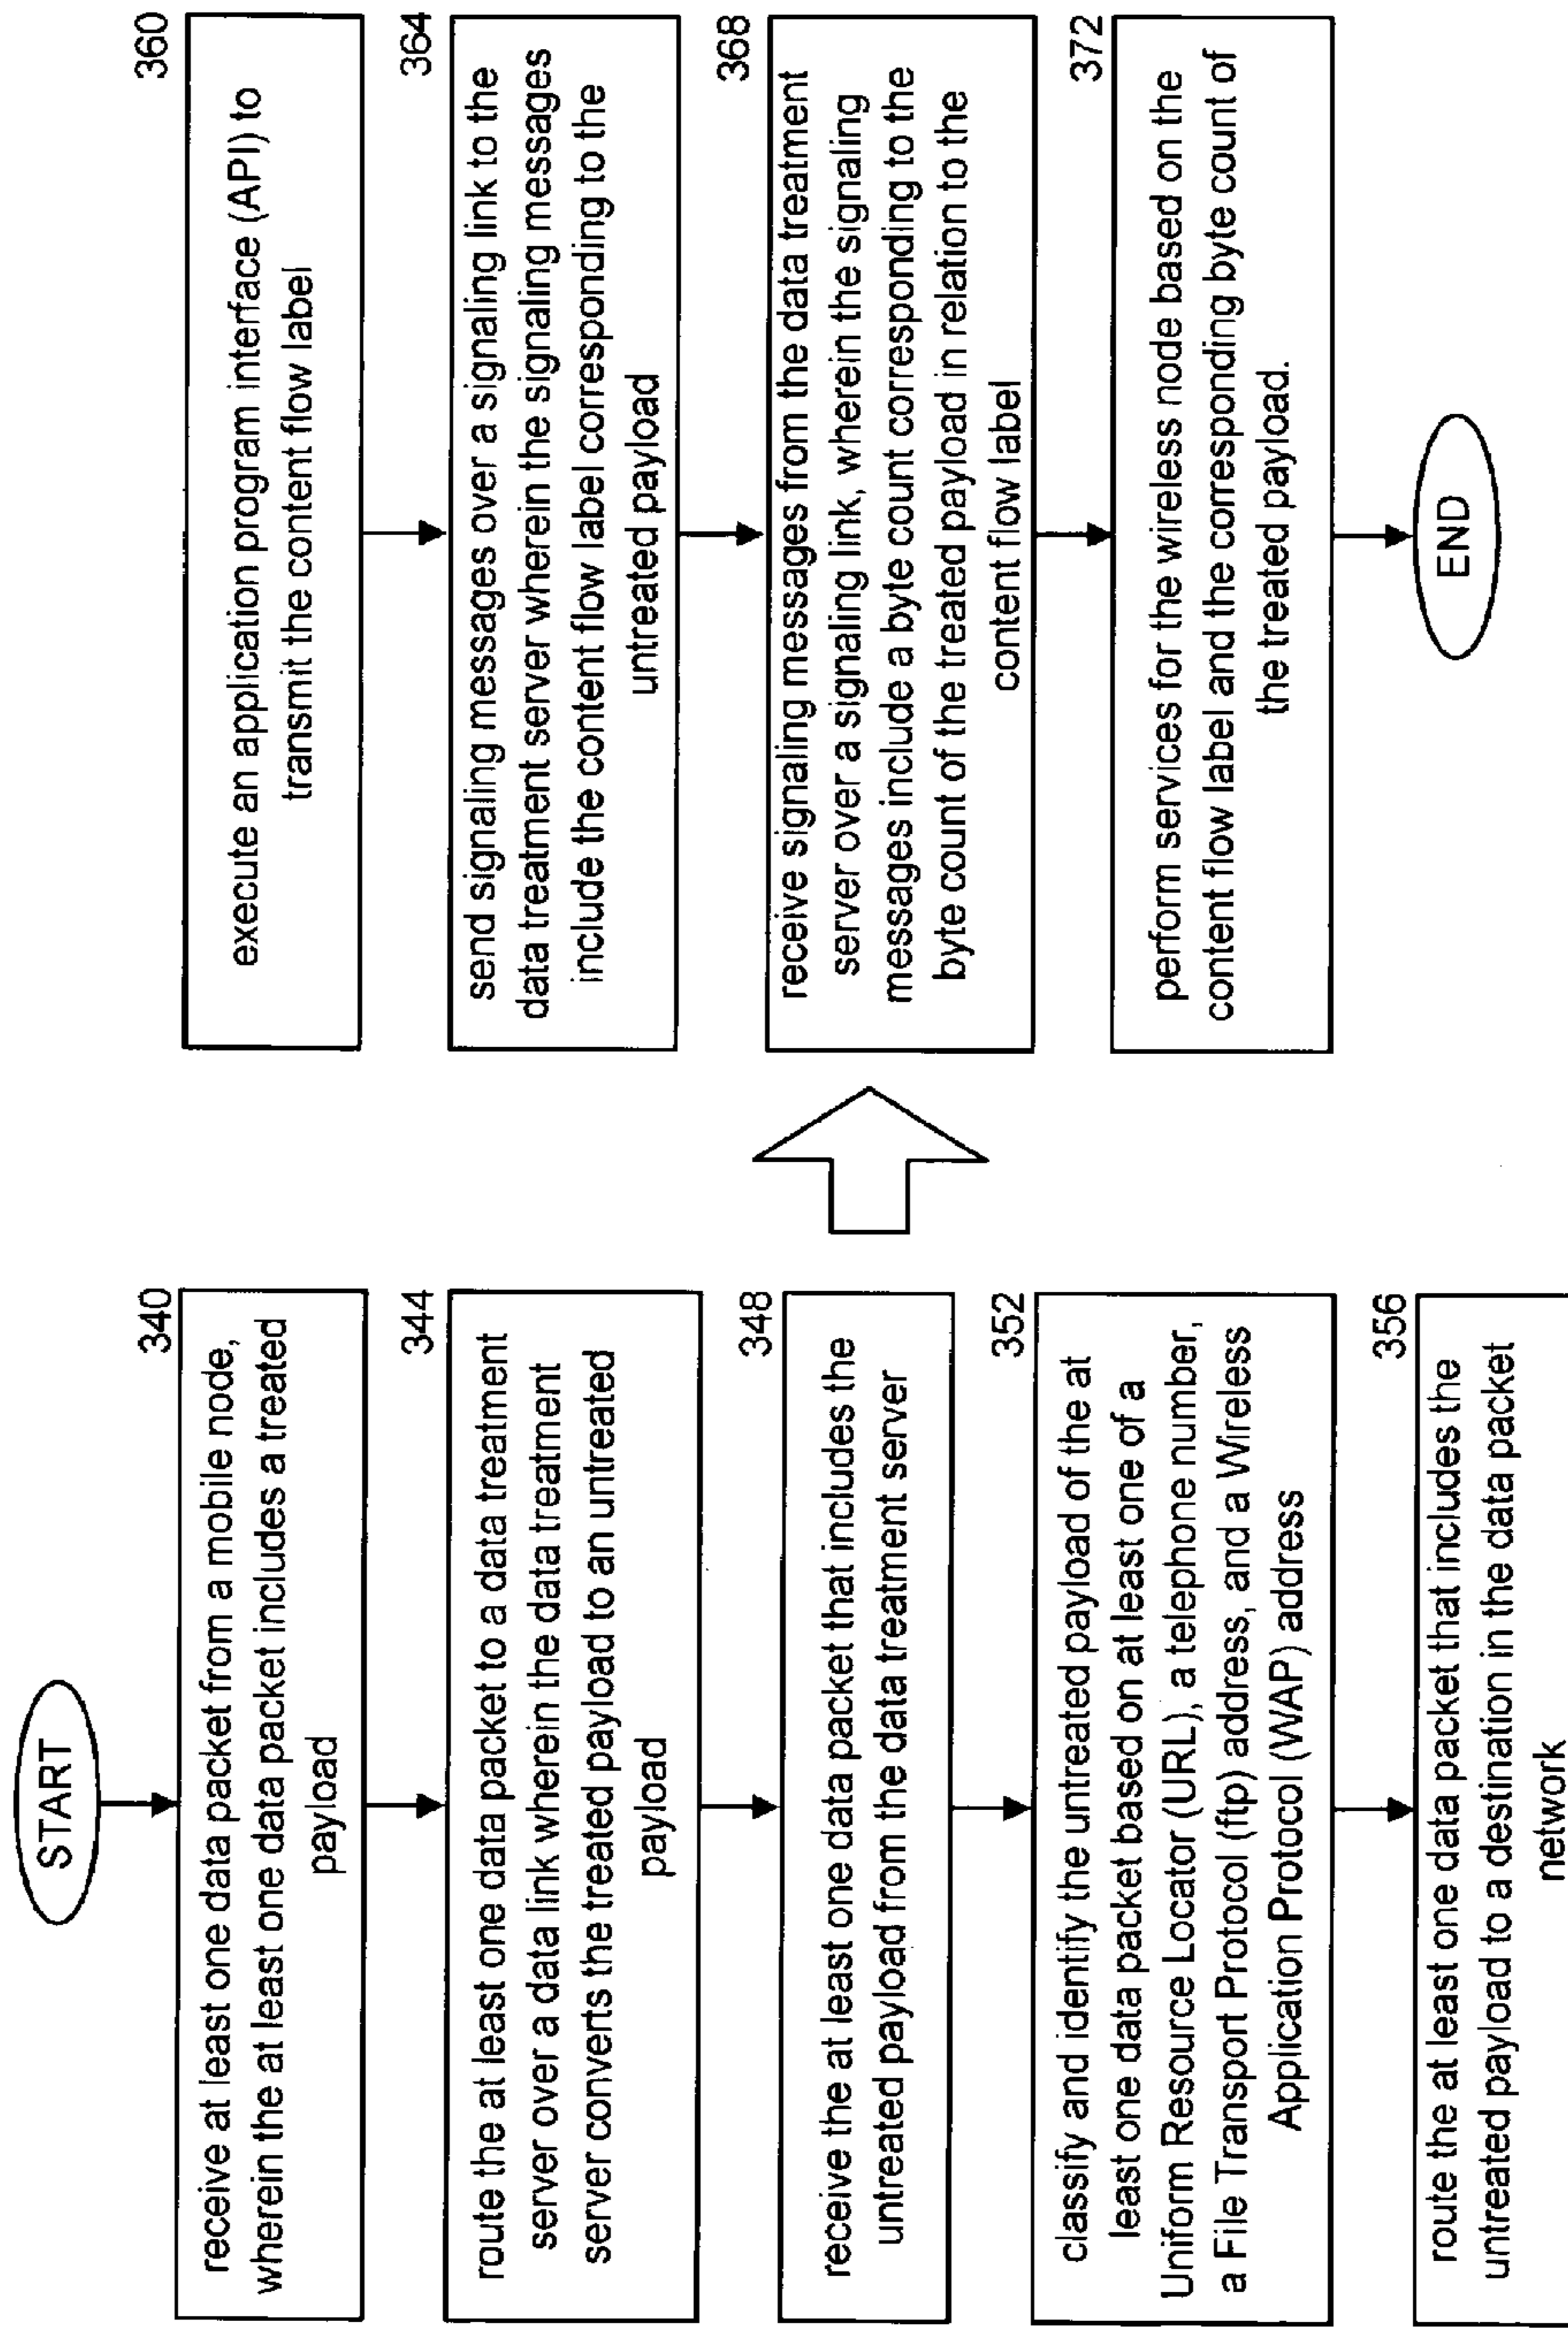 START
340
receive at least one data packet from a mobile node,
wherein the at least one data packet includes a treated
payload
344
route the at least one data packet to a data treatment
server over a data link wherein the data treatment
server converts the treated payload to an untreated
payload
348
receive the at least one data packet that includes the
untreated payload from the data treatment server
352
classify and identify the untreated payload of the at
least one data packet based on at least one of a
Uniform Resource Locator (URL), a telephone number,
a File Transport Protocol (ftp) address, and a Wireless
Application Protocol (WAP) address
356
route the at least one data packet that includes the
untreated payload to a destination in the data packet
network
360
execute an application program interface (API) to
transmit the content flow label
364
send signaling messages over a signaling link to the
data treatment server wherein the signaling messages
include the content flow label corresponding to the
untreated payload
368
receive signaling messages from the data treatment
server over a signaling link, wherein the signaling
messages include a byte count corresponding to the
byte count of the treated payload in relation to the
content flow label
372
perform services for the wireless node based on the
content flow label and the corresponding byte count of
the treated payload.
END